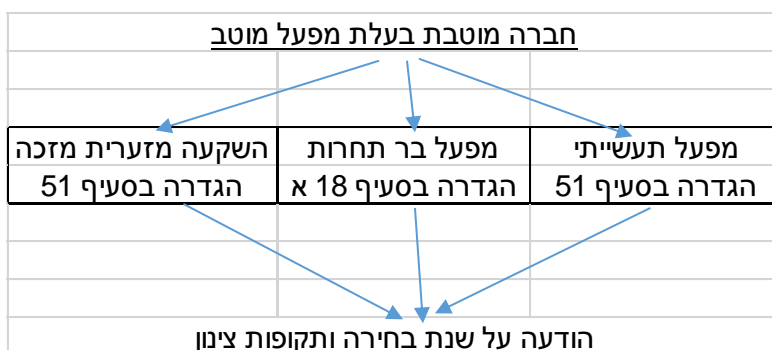 חברה מוטבת בעלת מפעל מוטב
מפעל תעשייתי מפעל בר תחרות השקעה מזערית מזכה
הגדרה בסעיף 51 הגדרה בסעיף 18 א הגדרה בסעיף 51
הודעה על שנת בחירה ותקופות צינון